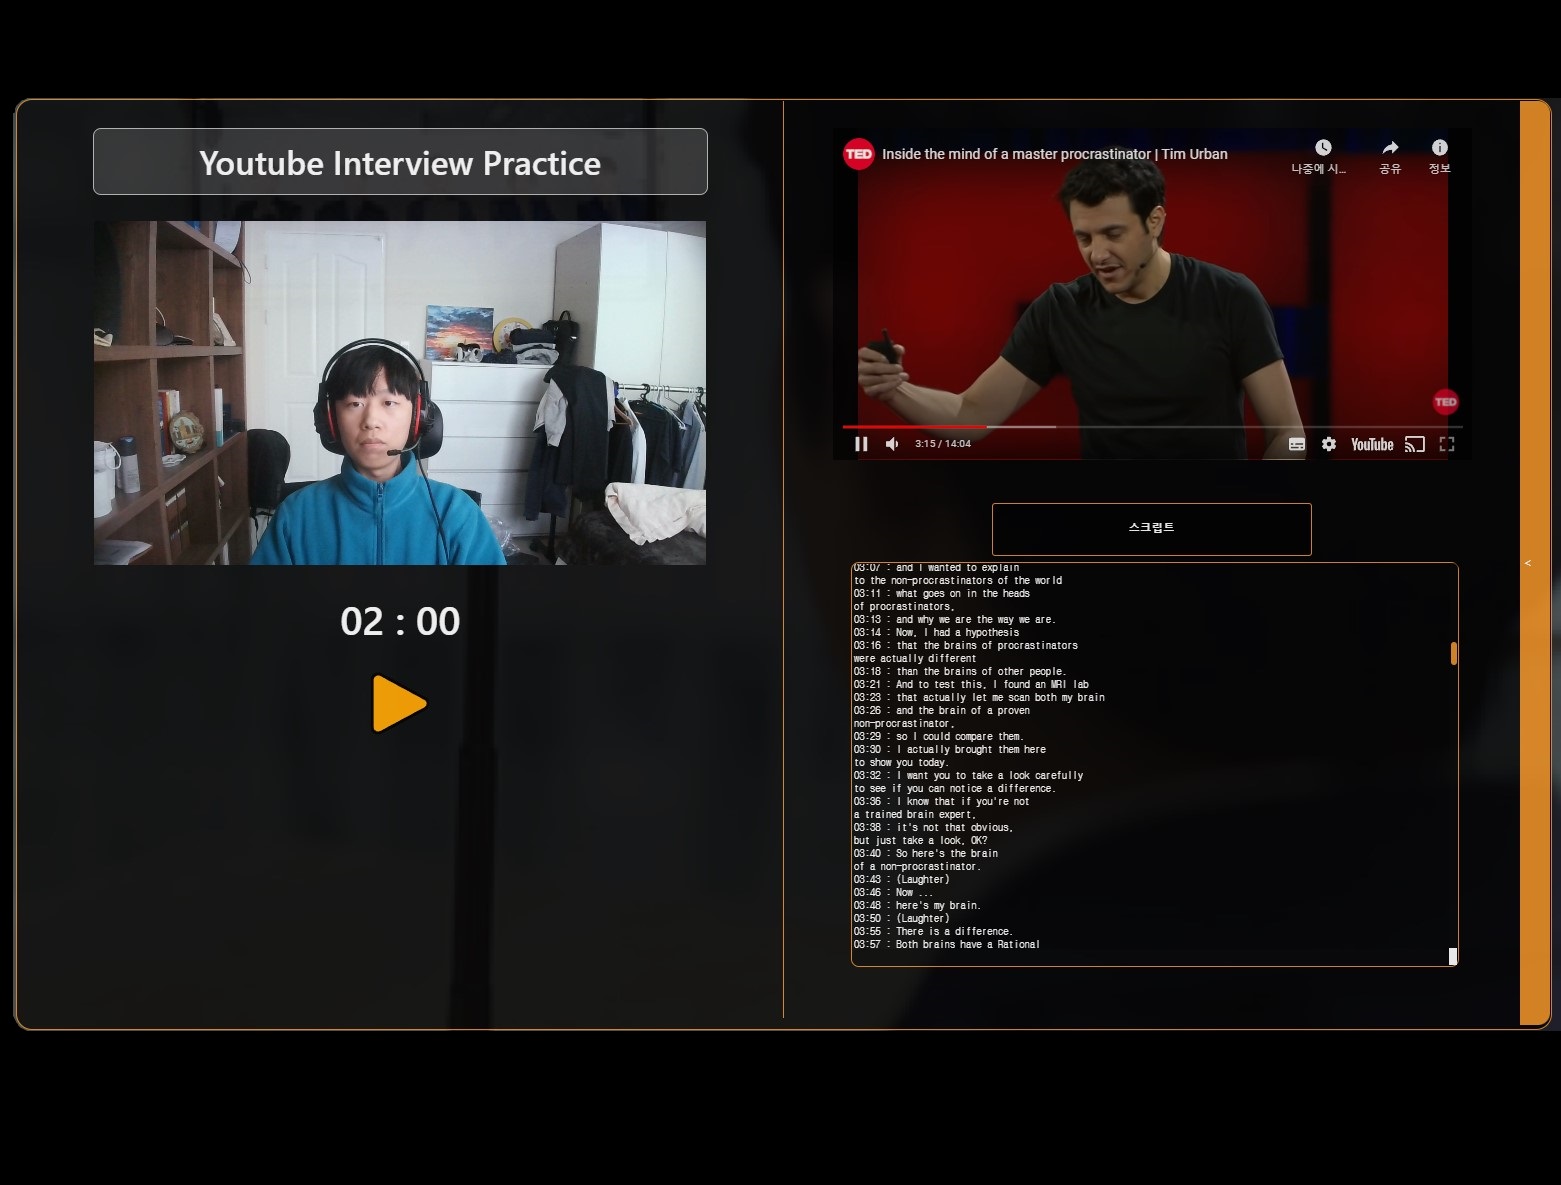 Youtube Interview Practice
02 : 00
TED
Inside the mind of a master procrastinator | Tim Urban
나중에 시...
공유
정보
TED
3:15 / 14:04
YouTube
스크립트
<
03:07 : and I wanted to explain
to the non-procrastinators of the world
03:11 : what goes on in the heads
of procrastinators,
03:13 : and why we are the way we are.
03:14 : Now, I had a hypothesis
03:16 : that the brains of procrastinators
were actually different
03:18 : than the brains of other people.
03:21 : And to test this, I found an MRI lab
03:23 : that actually let me scan both my brain
03:26 : and the brain of a proven
non-procrastinator,
03:29 : so I could compare them.
03:30 : I actually brought them here
to show you today.
03:32 : I want you to take a look carefully
to see if you can notice a difference.
03:36 : I know that if you're not
a trained brain expert,
03:38 : it's not that obvious,
but just take a look, OK?
03:40 : So here's the brain
of a non-procrastinator.
03:43 : (Laughter)
03:46 : Now ...
03:48 : here's my brain.
03:50 : (Laughter)
03:55 : There is a difference.
03:57 : Both brains have a Rational